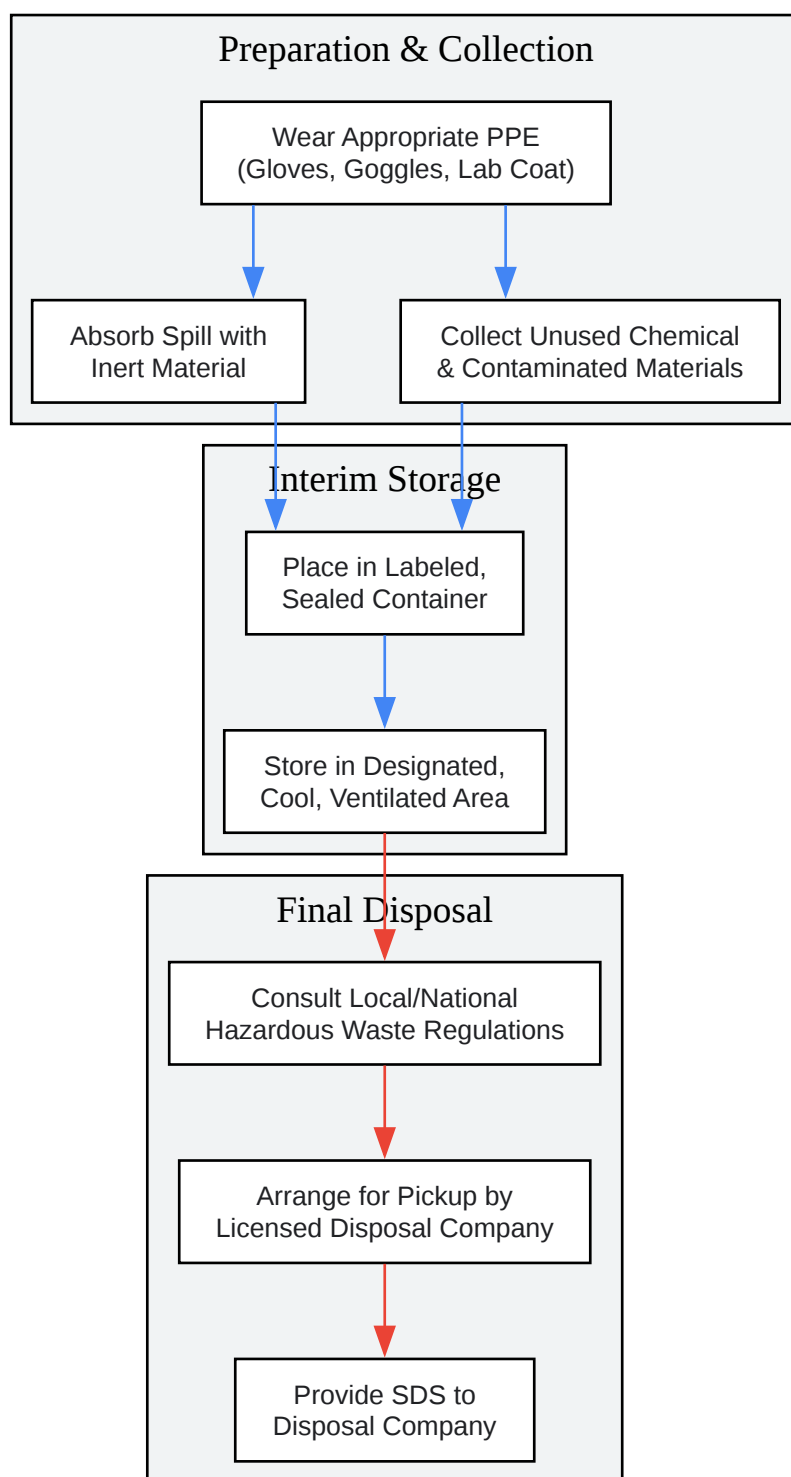 Preparation & Collection
Wear Appropriate PPE
(Gloves, Goggles, Lab Coat)
Absorb Spill with
Inert Material
Collect Unused Chemical
& Contaminated Materials
Interim Storage
Place in Labeled,
Sealed Container
Store in Designated,
Cool, Ventilated Area
Final Disposal
Consult Local/National
Hazardous Waste Regulations
Arrange for Pickup by
Licensed Disposal Company
Provide SDS to
Disposal Company